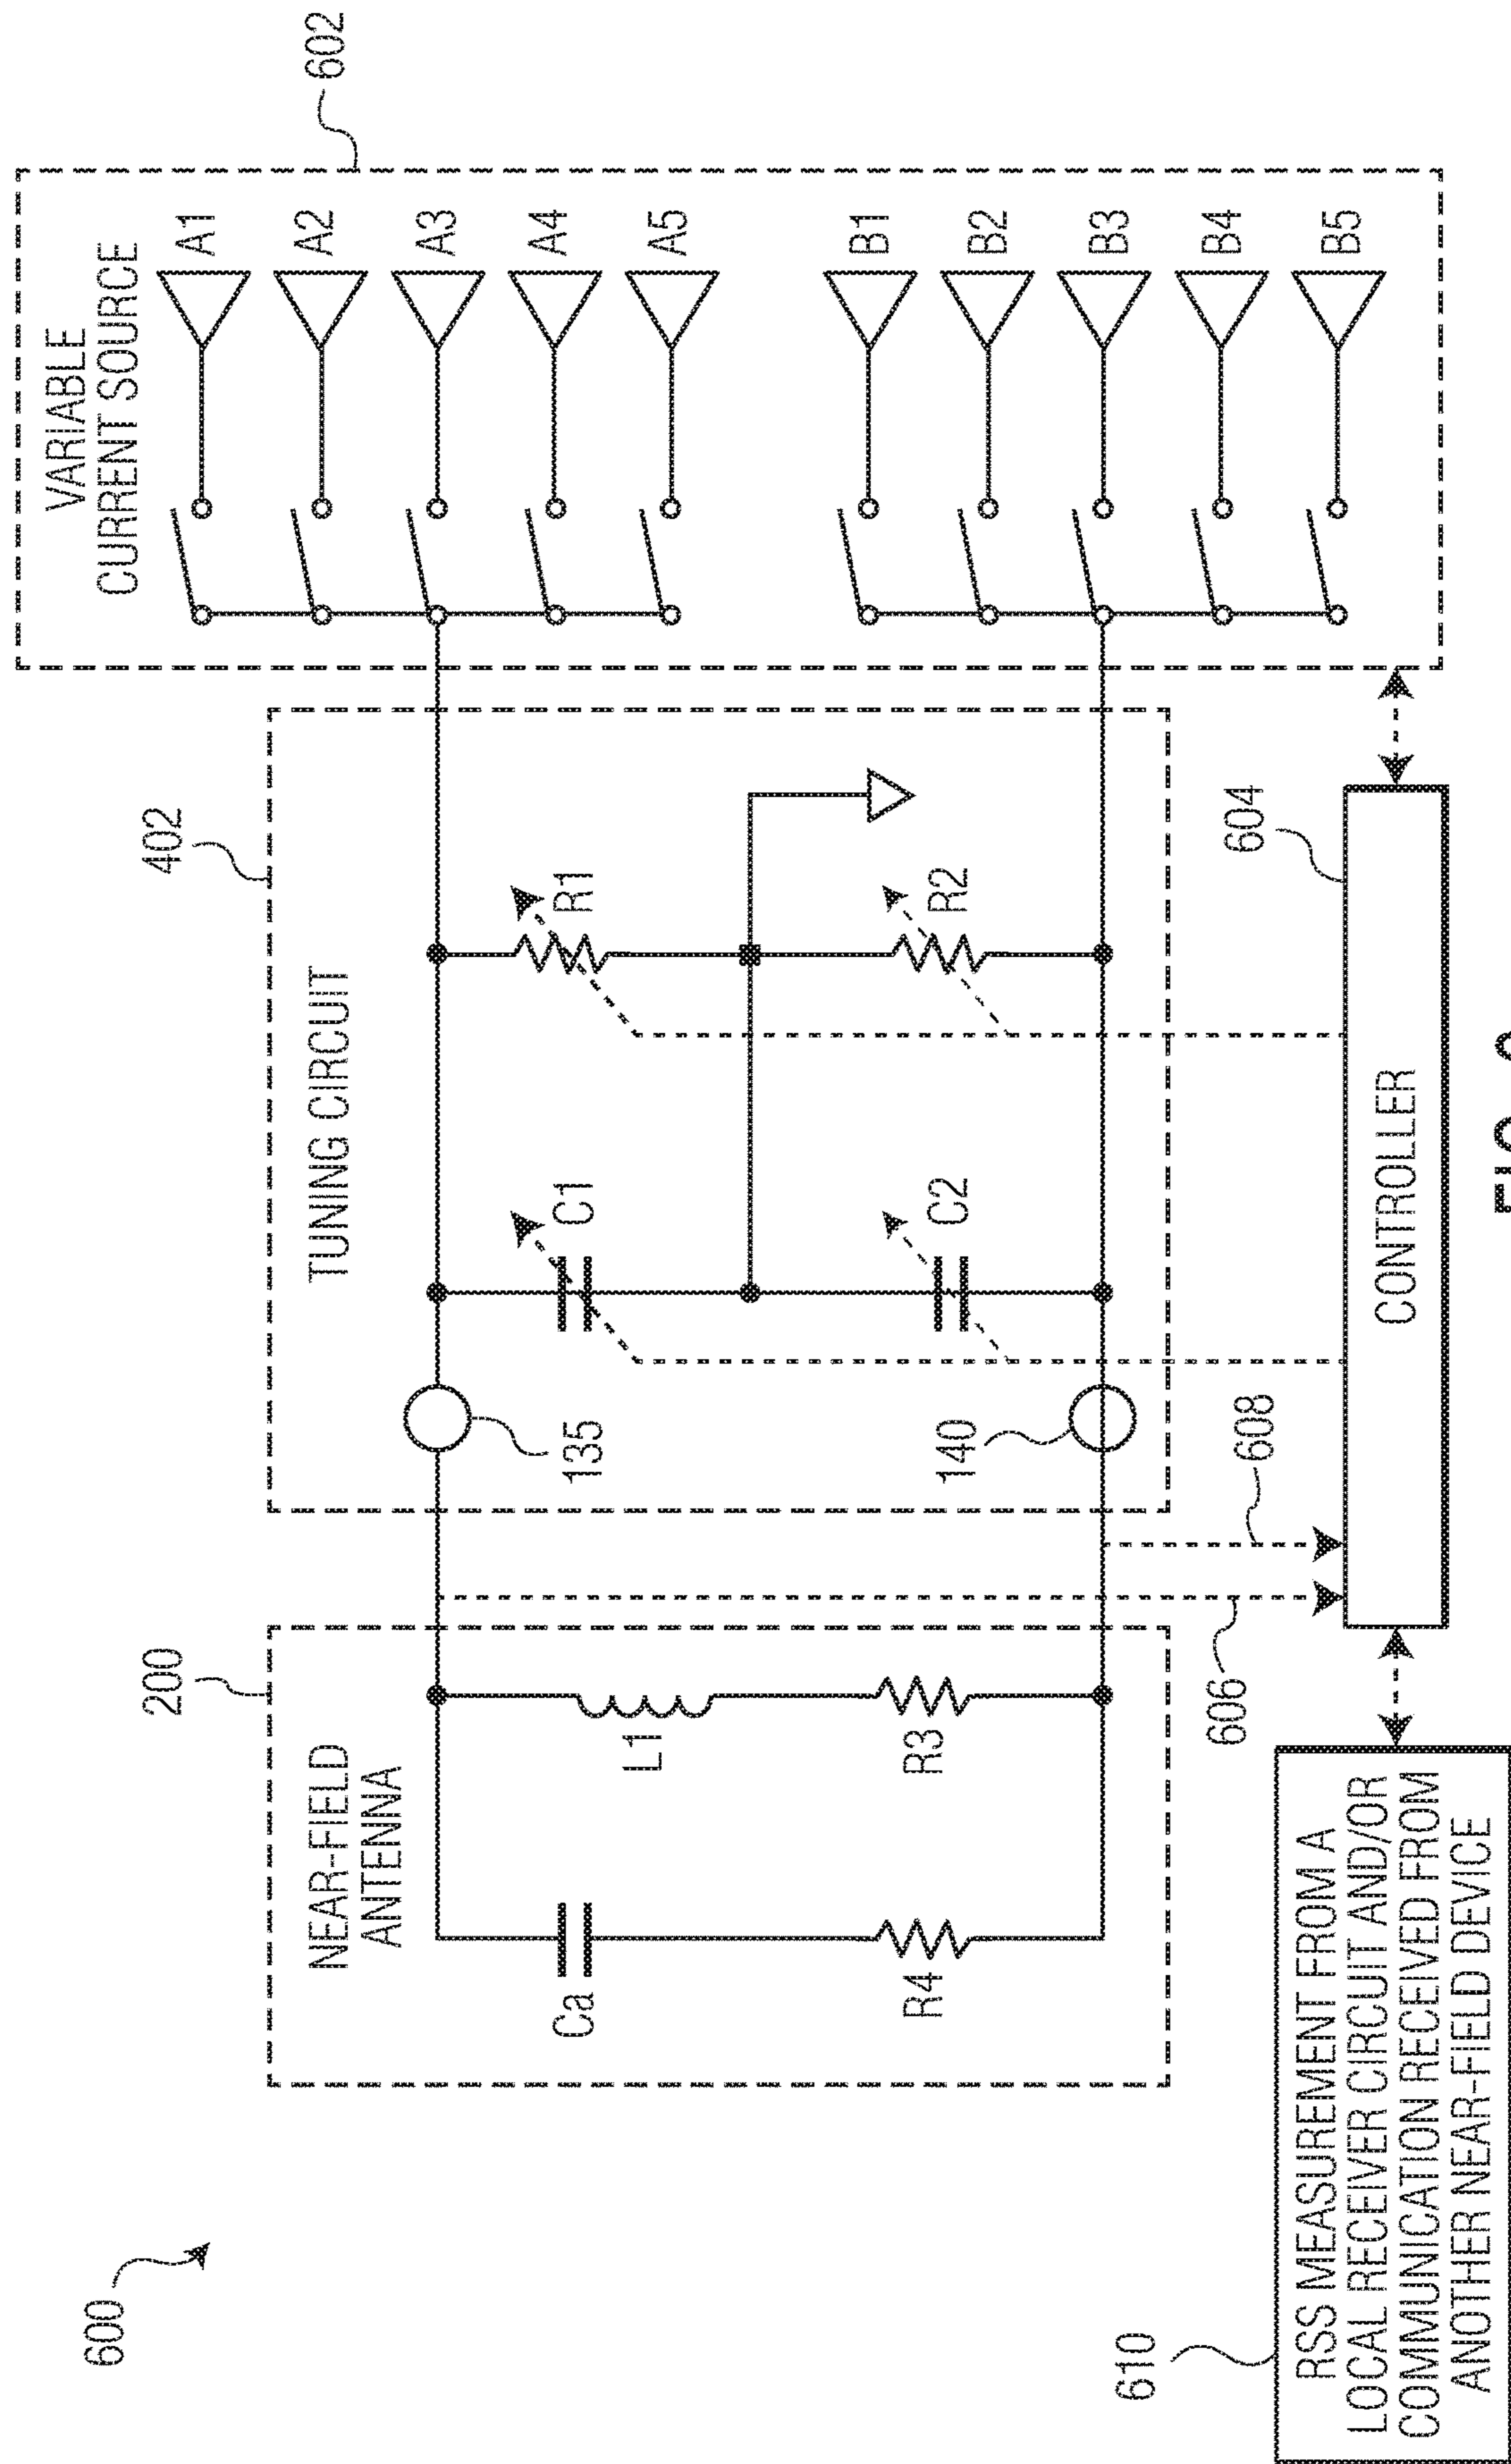 600
200
NEAR-FIELD
ANTENNA
Ca
R4
L1
R3
402
TUNING CIRCUIT
135
140
C1
C2
R1
R2
602
VARIABLE
CURRENT SOURCE
A1
A2
A3
A4
A5
B1
B2
B3
B4
B5
606
608
604
CONTROLLER
610
RSS MEASUREMENT FROM A
LOCAL RECEIVER CIRCUIT AND/OR
COMMUNICATION RECEIVED FROM
ANOTHER NEAR-FIELD DEVICE